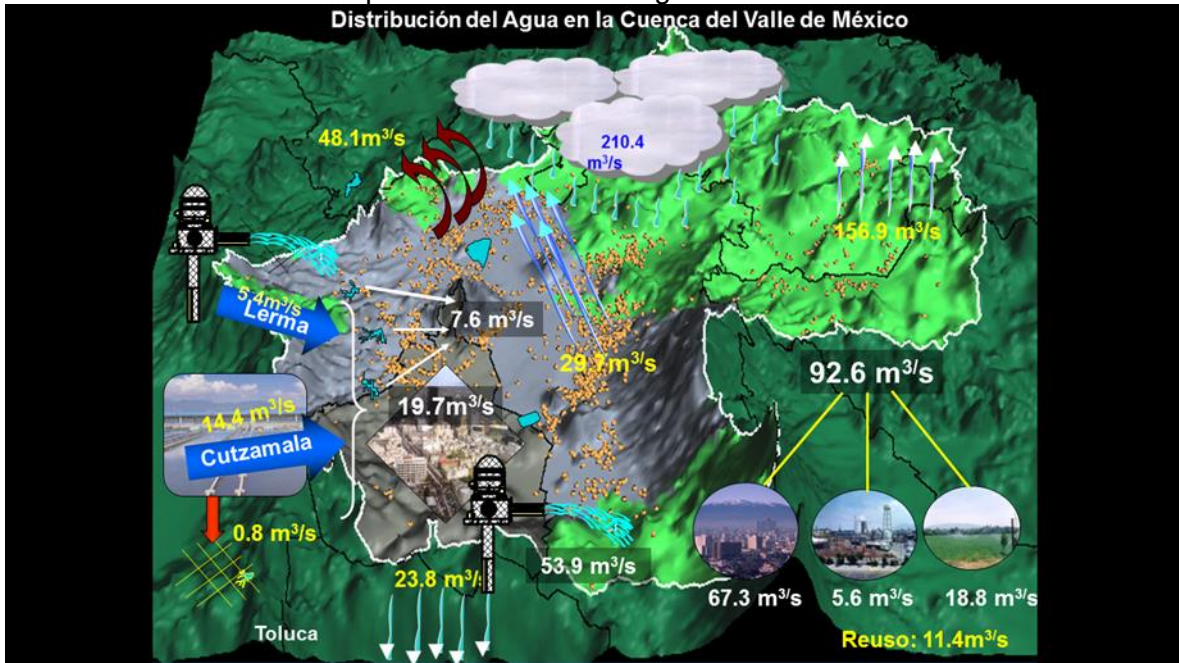 Distribución del Agua en la Cuenca del Valle de México
48.1m³/s
210.4
m³/s
156.9 m³/s
5.4m³/s
Lerma
7.6 m³/s
29.7m³/s
92.6 m³/s
14.4 m³/s
19.7m³/s
Cutzamala
0.8 m³/s
53.9 m³/s
23.8 m³/s
67.3 m³/s
5.6 m³/s
18.8 m³/s
Toluca
Reuso: 11.4m³/s